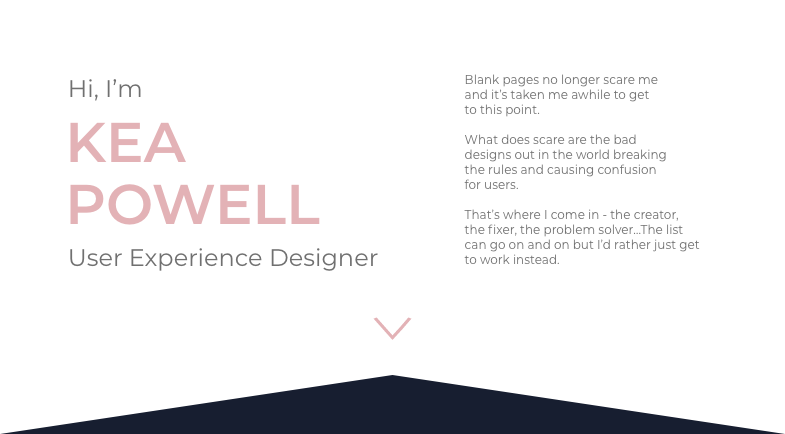 Hi, I’m
KEA
POWELL
User Experience Designer
Blank pages no longer scare me
and it’s taken me awhile to get
to this point.
What does scare are the bad
designs out in the world breaking
the rules and causing confusion
for users.
That’s where I come in - the creator,
the fixer, the problem solver...The list
can go on and on but I’d rather just get
to work instead.